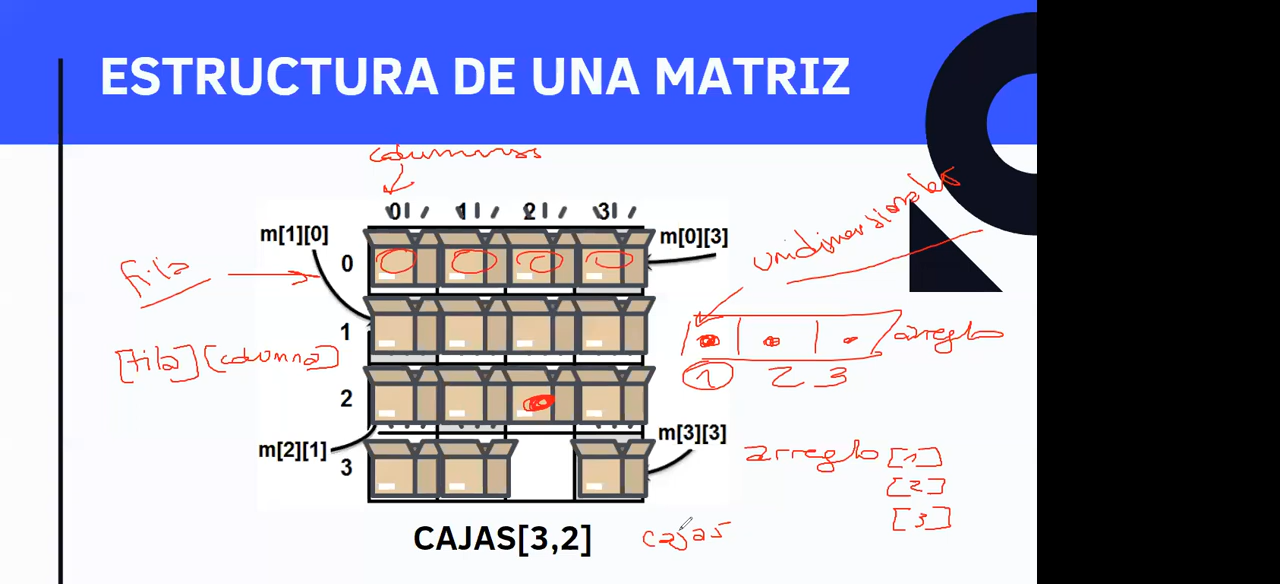 ESTRUCTURA DE UNA MATRIZ
columnas
0 1 2 3
m[1][0]
m[0][3]
unidimensionales
fila
0
1
arreglo
[fila][columna]
1 2 3
2
m[2][1]
m[3][3]
3
arreglo [1]
[2]
[3]
CAJAS[3,2]
cajas